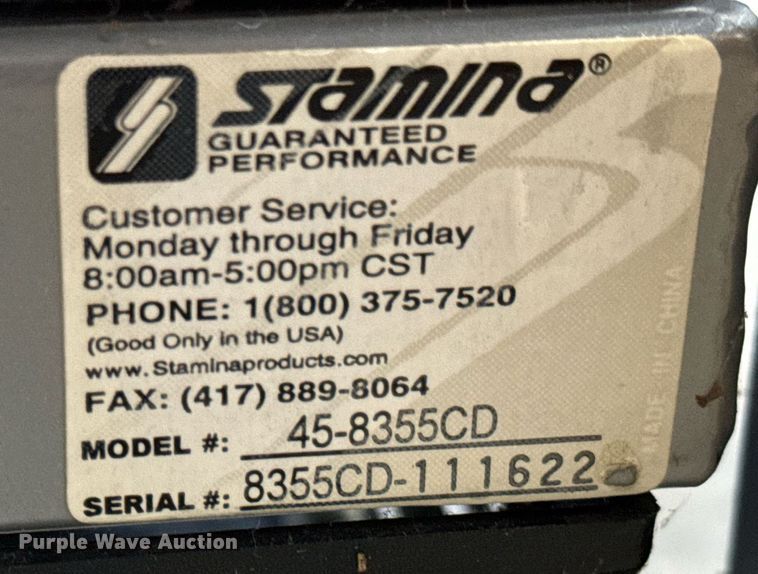 STAMINA®
GUARANTEED
PERFORMANCE
Customer Service:
Monday through Friday
8:00am-5:00pm CST
PHONE: 1(800) 375-7520
(Good Only in the USA)
www.Staminaproducts.com
FAX: (417) 889-8064
MODEL #: 45-8355CD
SERIAL #: 8355CD-111622
MADE IN CHINA
Purple Wave Auction